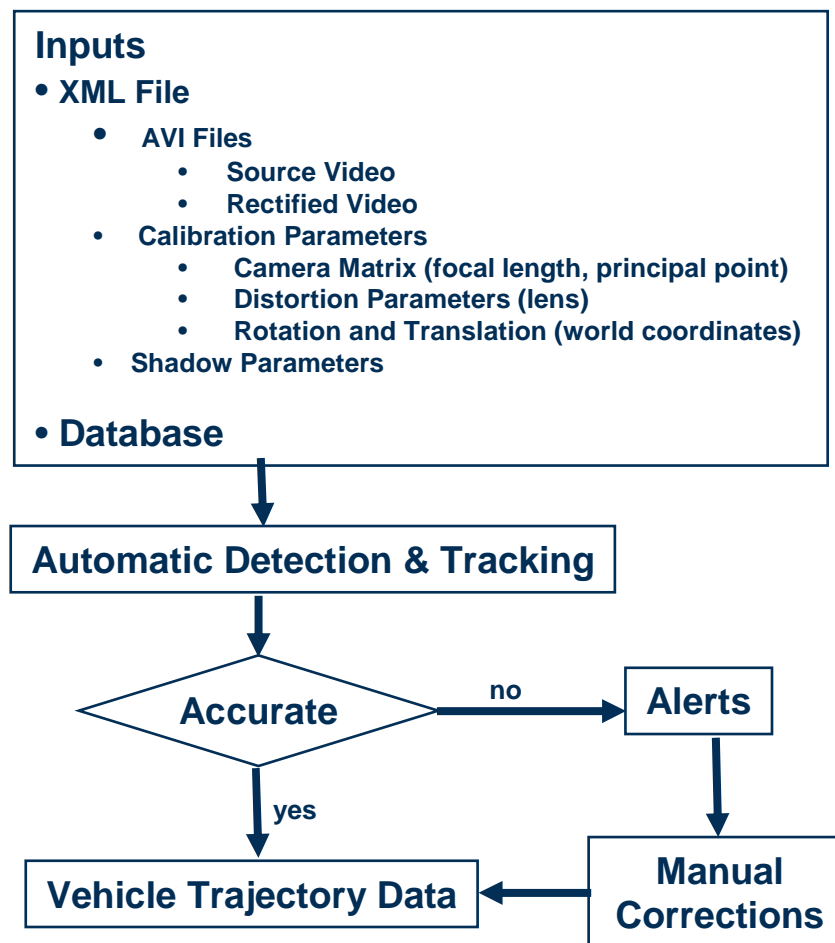 Inputs
• XML File
• AVI Files
• Source Video
• Rectified Video
• Calibration Parameters
• Camera Matrix (focal length, principal point)
• Distortion Parameters (lens)
• Rotation and Translation (world coordinates)
• Shadow Parameters
• Database
Automatic Detection & Tracking
Accurate
no
Alerts
yes
Vehicle Trajectory Data
Manual
Corrections